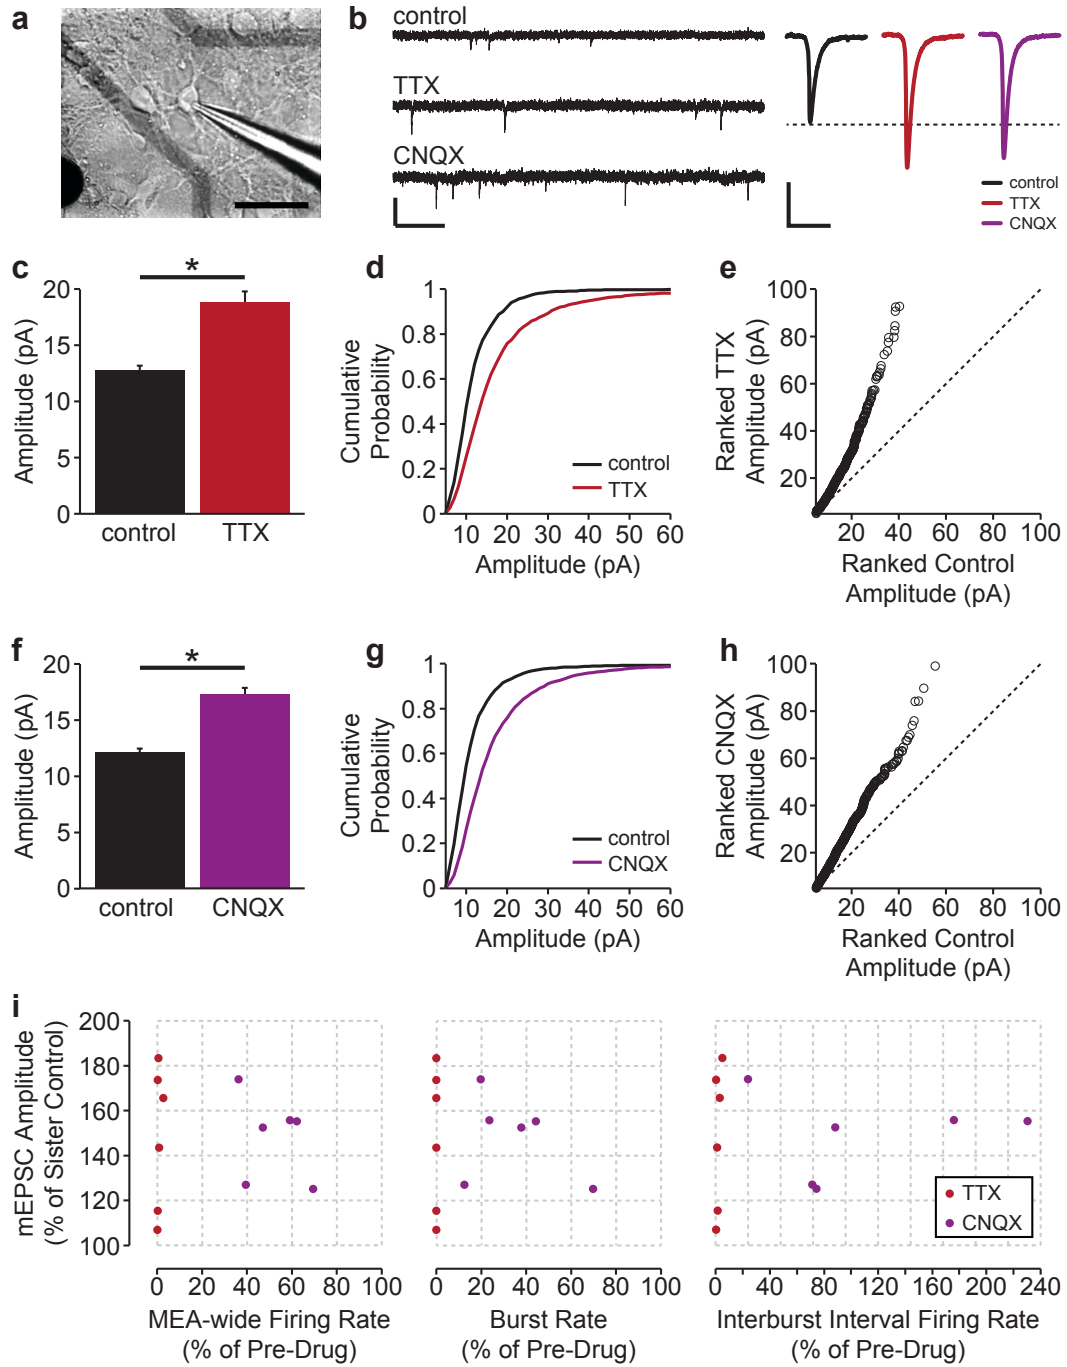 a
b
control
TTX
CNQX
control
TTX
CNQX
c
*
20
15
10
5
0
Amplitude (pA)
control TTX
d
1
0.8
0.6
0.4
0.2
0
Cumulative
Probability
control
TTX
10 20 30 40 50 60
Amplitude (pA)
e
100
80
60
40
20
Ranked TTX
Amplitude (pA)
20 40 60 80 100
Ranked Control
Amplitude (pA)
f
*
20
15
10
5
0
Amplitude (pA)
control CNQX
g
1
0.8
0.6
0.4
0.2
0
Cumulative
Probability
control
CNQX
10 20 30 40 50 60
Amplitude (pA)
h
100
80
60
40
20
Ranked CNQX
Amplitude (pA)
20 40 60 80 100
Ranked Control
Amplitude (pA)
i
200
180
160
140
120
100
mEPSC Amplitude
(% of Sister Control)
0 20 40 60 80 100
MEA-wide Firing Rate
(% of Pre-Drug)
0 20 40 60 80 100
Burst Rate
(% of Pre-Drug)
TTX
CNQX
0 40 80 120 160 200 240
Interburst Interval Firing Rate
(% of Pre-Drug)